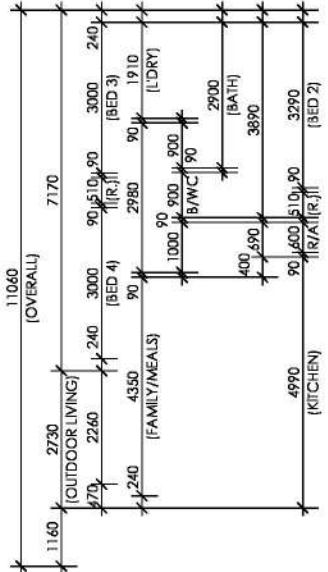 11060
(OVERALL)
1160 2730 7170
(OUTDOOR LIVING)
470 2260 240 3000 90 510 90 3000 240
(BED 4) (R.) (BED 3)
240 4350 90 2980 90 1910
(FAMILY/MEALS) (L'DRY)
1000 90 900 900
B/WC 90
2900
(BATH)
400 690 3890
4990 90 600 510 90 3290
(KITCHEN) (R.) (BED 2)